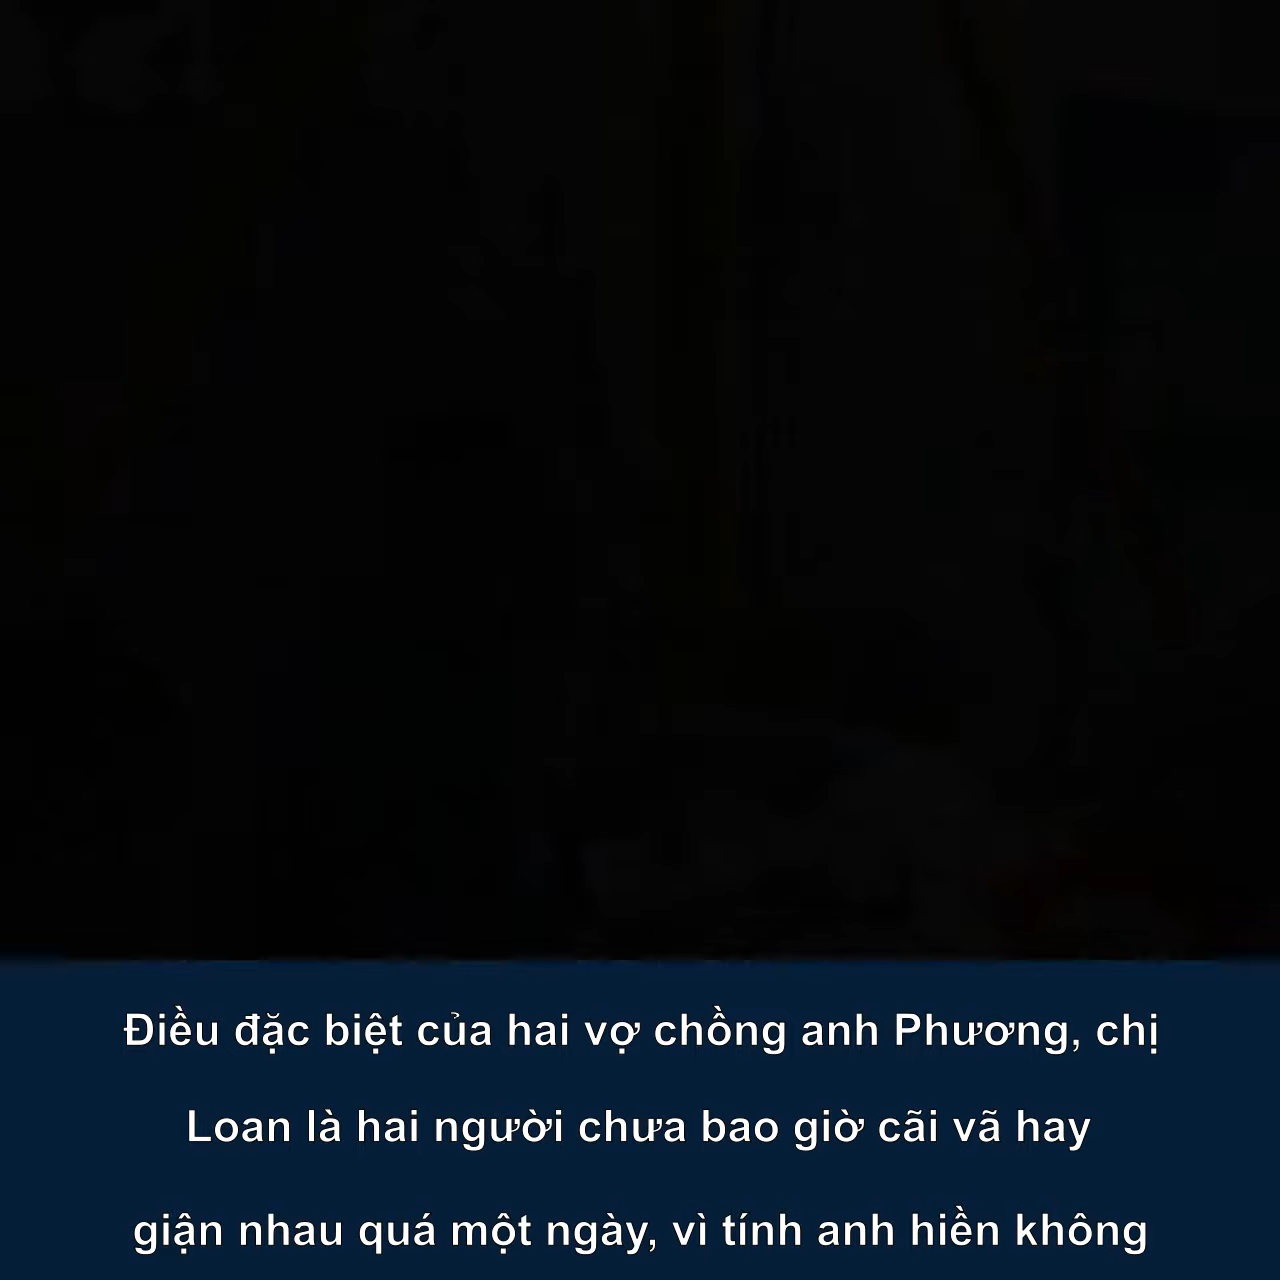 Điều đặc biệt của hai vợ chồng anh Phương, chị
Loan là hai người chưa bao giờ cãi vã hay
giận nhau quá một ngày, vì tính anh hiền không